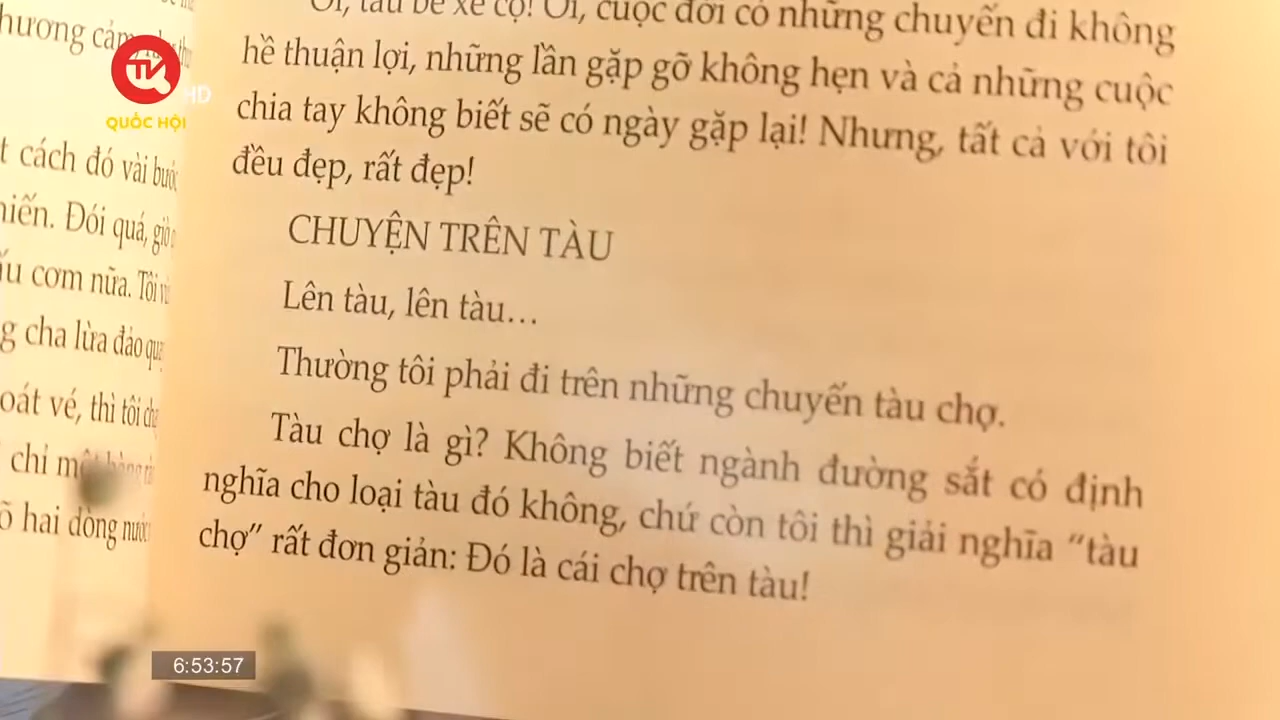 hương cảm
t cách đó vài bước
niến. Đói quá, giờ
ấu cơm nữa. Tôi
g cha lừa đảo
oát vé, thì tôi
chỉ một
õ hai dòng nước
HD
QUỐC HỘI
Ôi, tàu bè xe cộ! Ôi, cuộc đời có những chuyến đi không
hề thuận lợi, những lần gặp gỡ không hẹn và cả những cuộc
chia tay không biết sẽ có ngày gặp lại! Nhưng, tất cả với tôi
đều đẹp, rất đẹp!
CHUYỆN TRÊN TÀU
Lên tàu, lên tàu...
Thường tôi phải đi trên những chuyến tàu chợ.
Tàu chợ là gì? Không biết ngành đường sắt có định
nghĩa cho loại tàu đó không, chứ còn tôi thì giải nghĩa “tàu
chợ” rất đơn giản: Đó là cái chợ trên tàu!
6:53:57